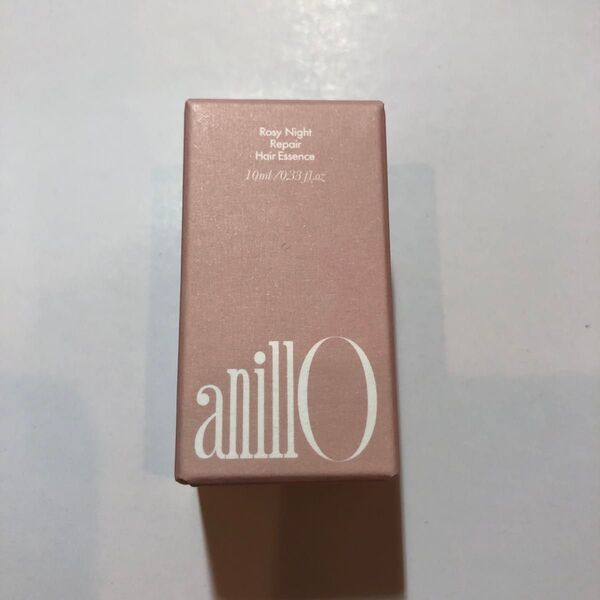 Rosy Night
Repair
Hair Essence
10ml /0.33 fl.oz
anillO